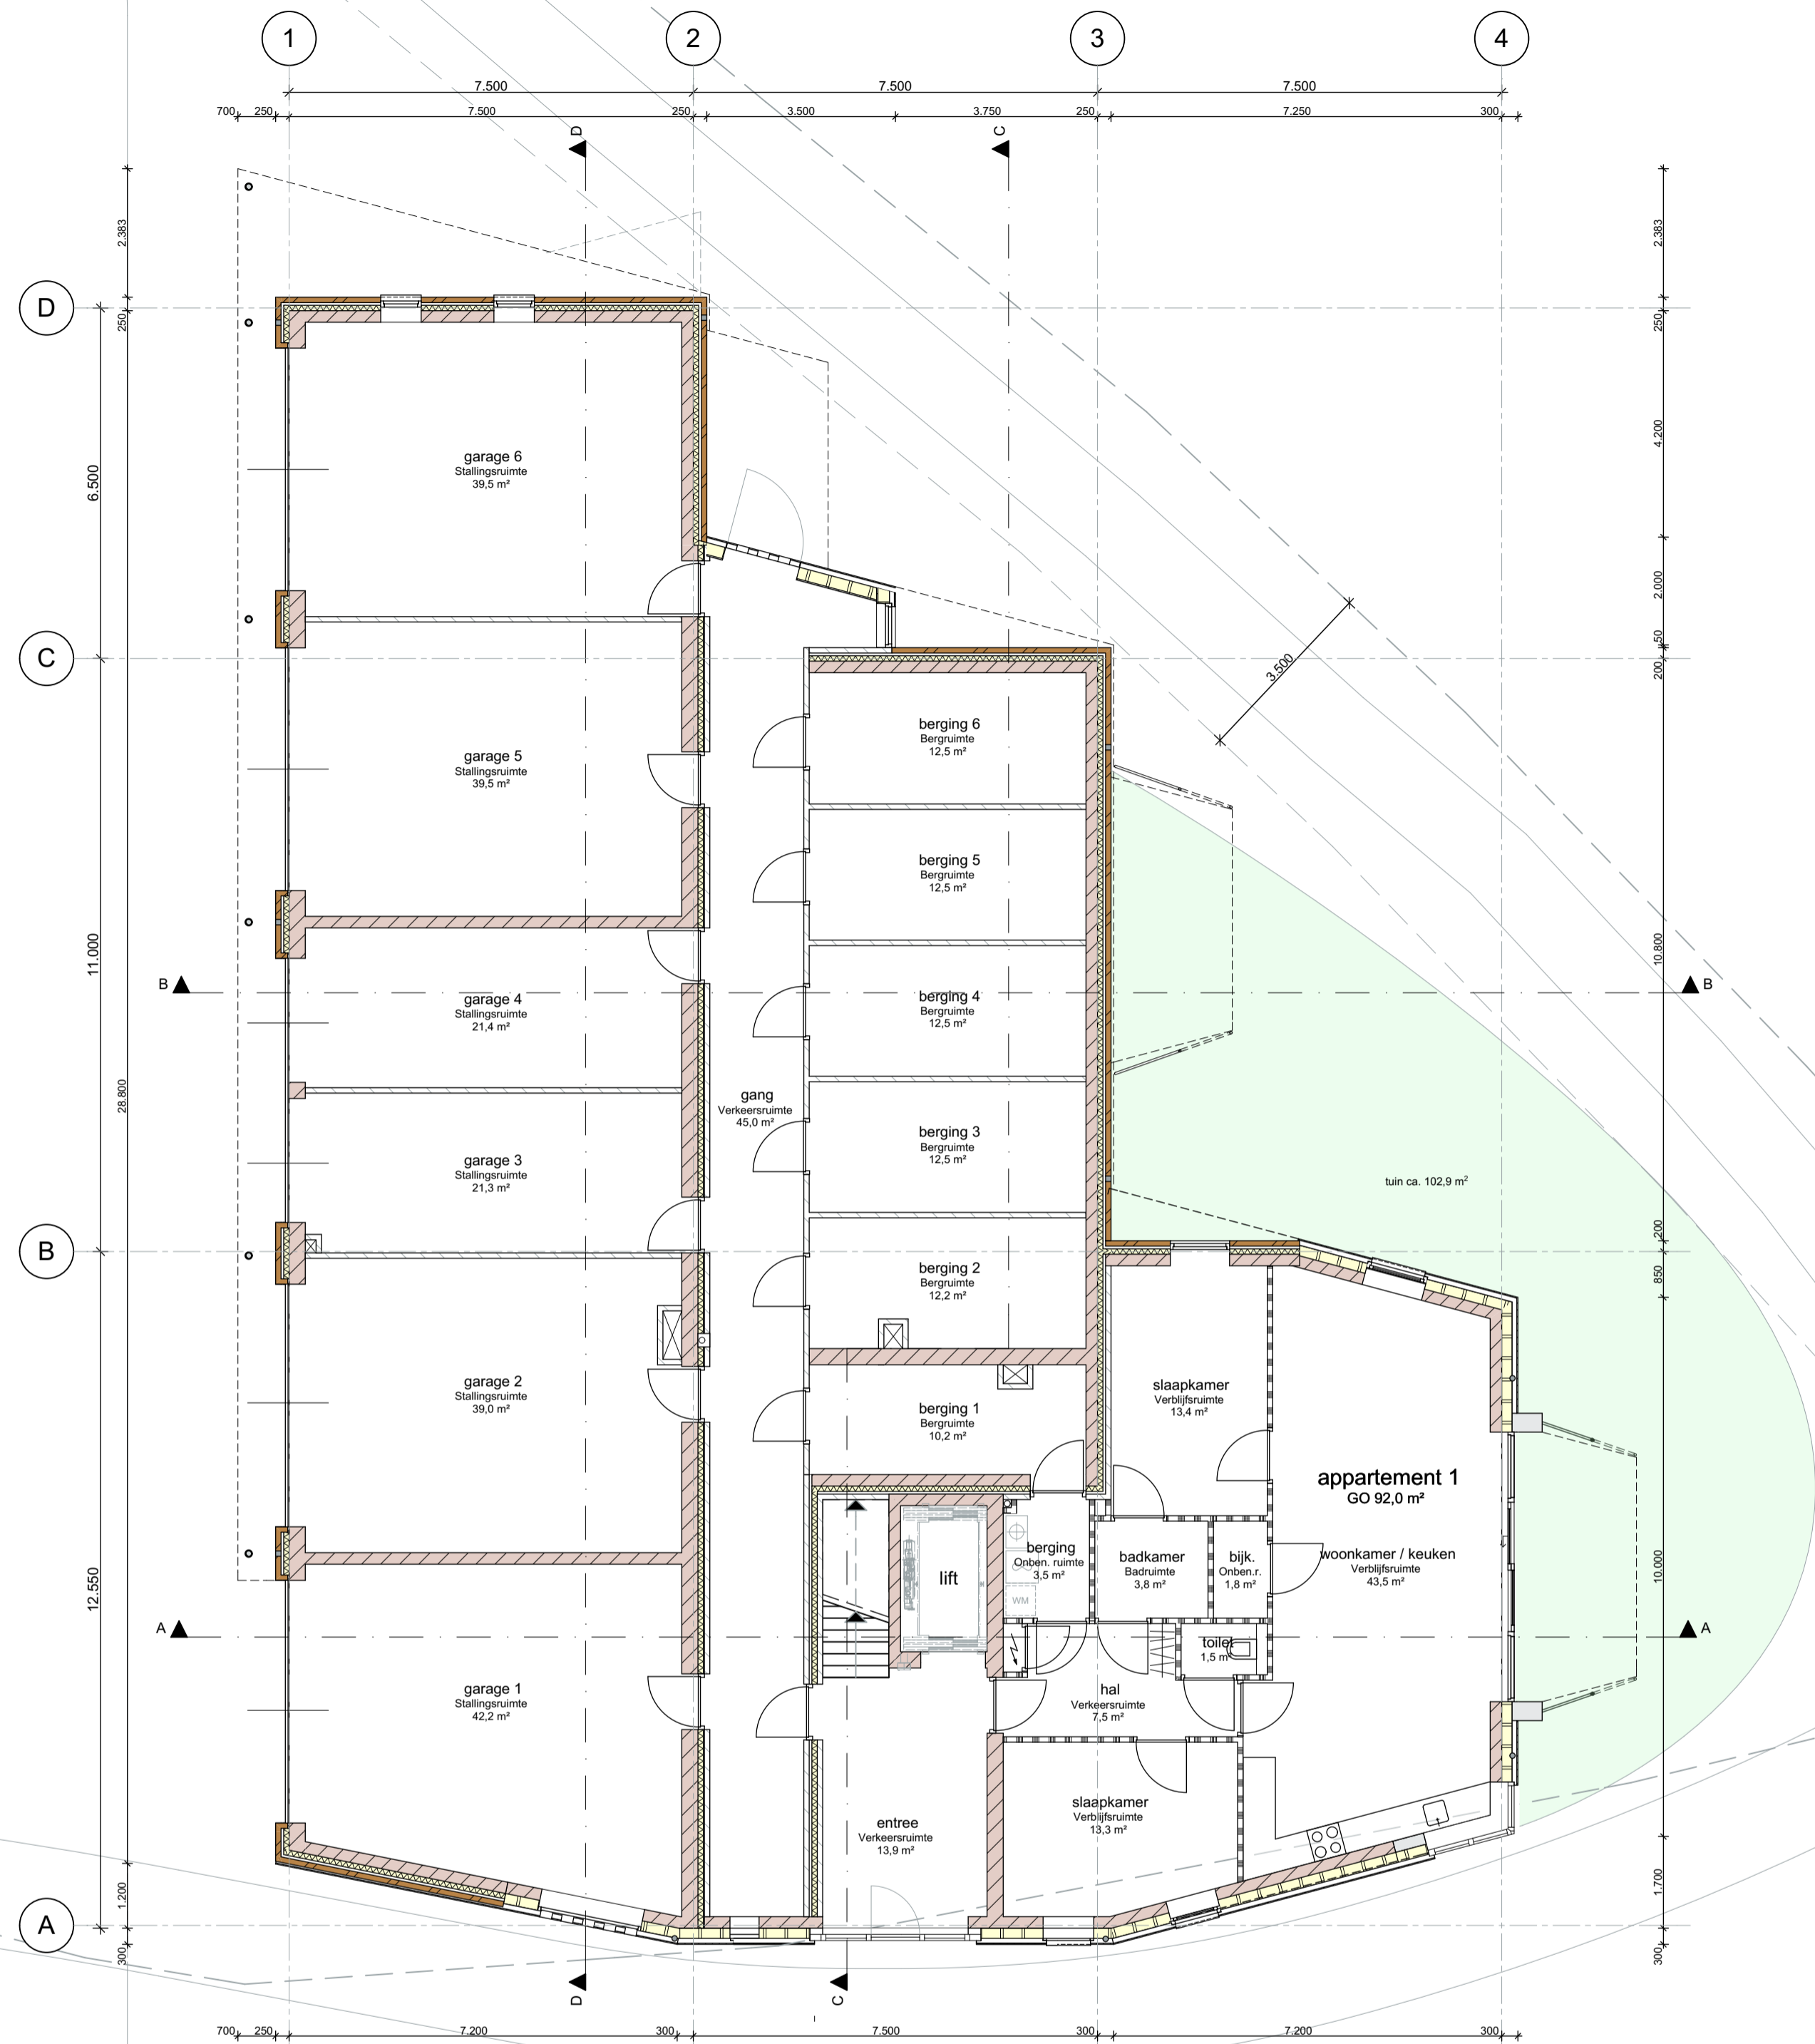 1
2
3
4
7.500
7.500
7.500
700
250
7.500
250
3.500
3.750
250
7.250
300
D
C
2.383
2.383
D
250
250
garage 6
Stallingsruimte
39,5 m²
4.200
6.500
2.000
C
250
200
3.500
berging 6
Bergruimte
12,5 m²
garage 5
Stallingsruimte
39,5 m²
berging 5
Bergruimte
12,5 m²
11.000
10.800
B
B
garage 4
Stallingsruimte
21,4 m²
berging 4
Bergruimte
12,5 m²
28.800
gang
Verkeersruimte
45,0 m²
berging 3
Bergruimte
12,5 m²
garage 3
Stallingsruimte
21,3 m²
tuin ca. 102,9 m²
B
200
850
berging 2
Bergruimte
12,2 m²
garage 2
Stallingsruimte
39,0 m²
slaapkamer
Verblijfsruimte
13,4 m²
berging 1
Bergruimte
10,2 m²
appartement 1
GO 92,0 m²
berging
Onben. ruimte
3,5 m²
badkamer
Badruimte
3,8 m²
bijk.
Onben.r.
1,8 m²
woonkamer / keuken
Verblijfsruimte
43,5 m²
lift
WM
12.550
10.000
A
A
toilet
1,5 m²
garage 1
Stallingsruimte
42,2 m²
hal
Verkeersruimte
7,5 m²
slaapkamer
Verblijfsruimte
13,3 m²
entree
Verkeersruimte
13,9 m²
1.200
1.700
A
300
300
D
C
700
250
7.200
300
7.500
300
7.200
300